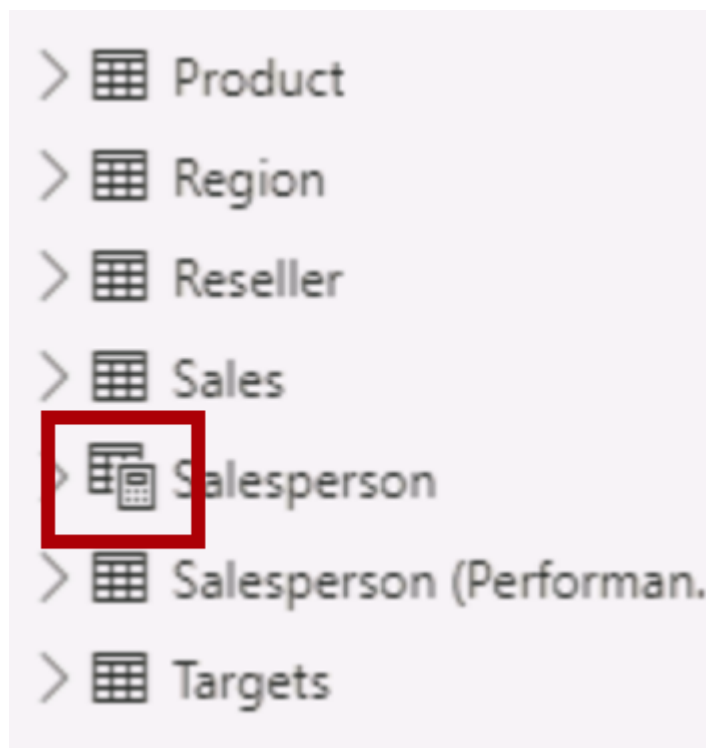 Product
Region
Reseller
Sales
Salesperson
Salesperson (Performan.
Targets